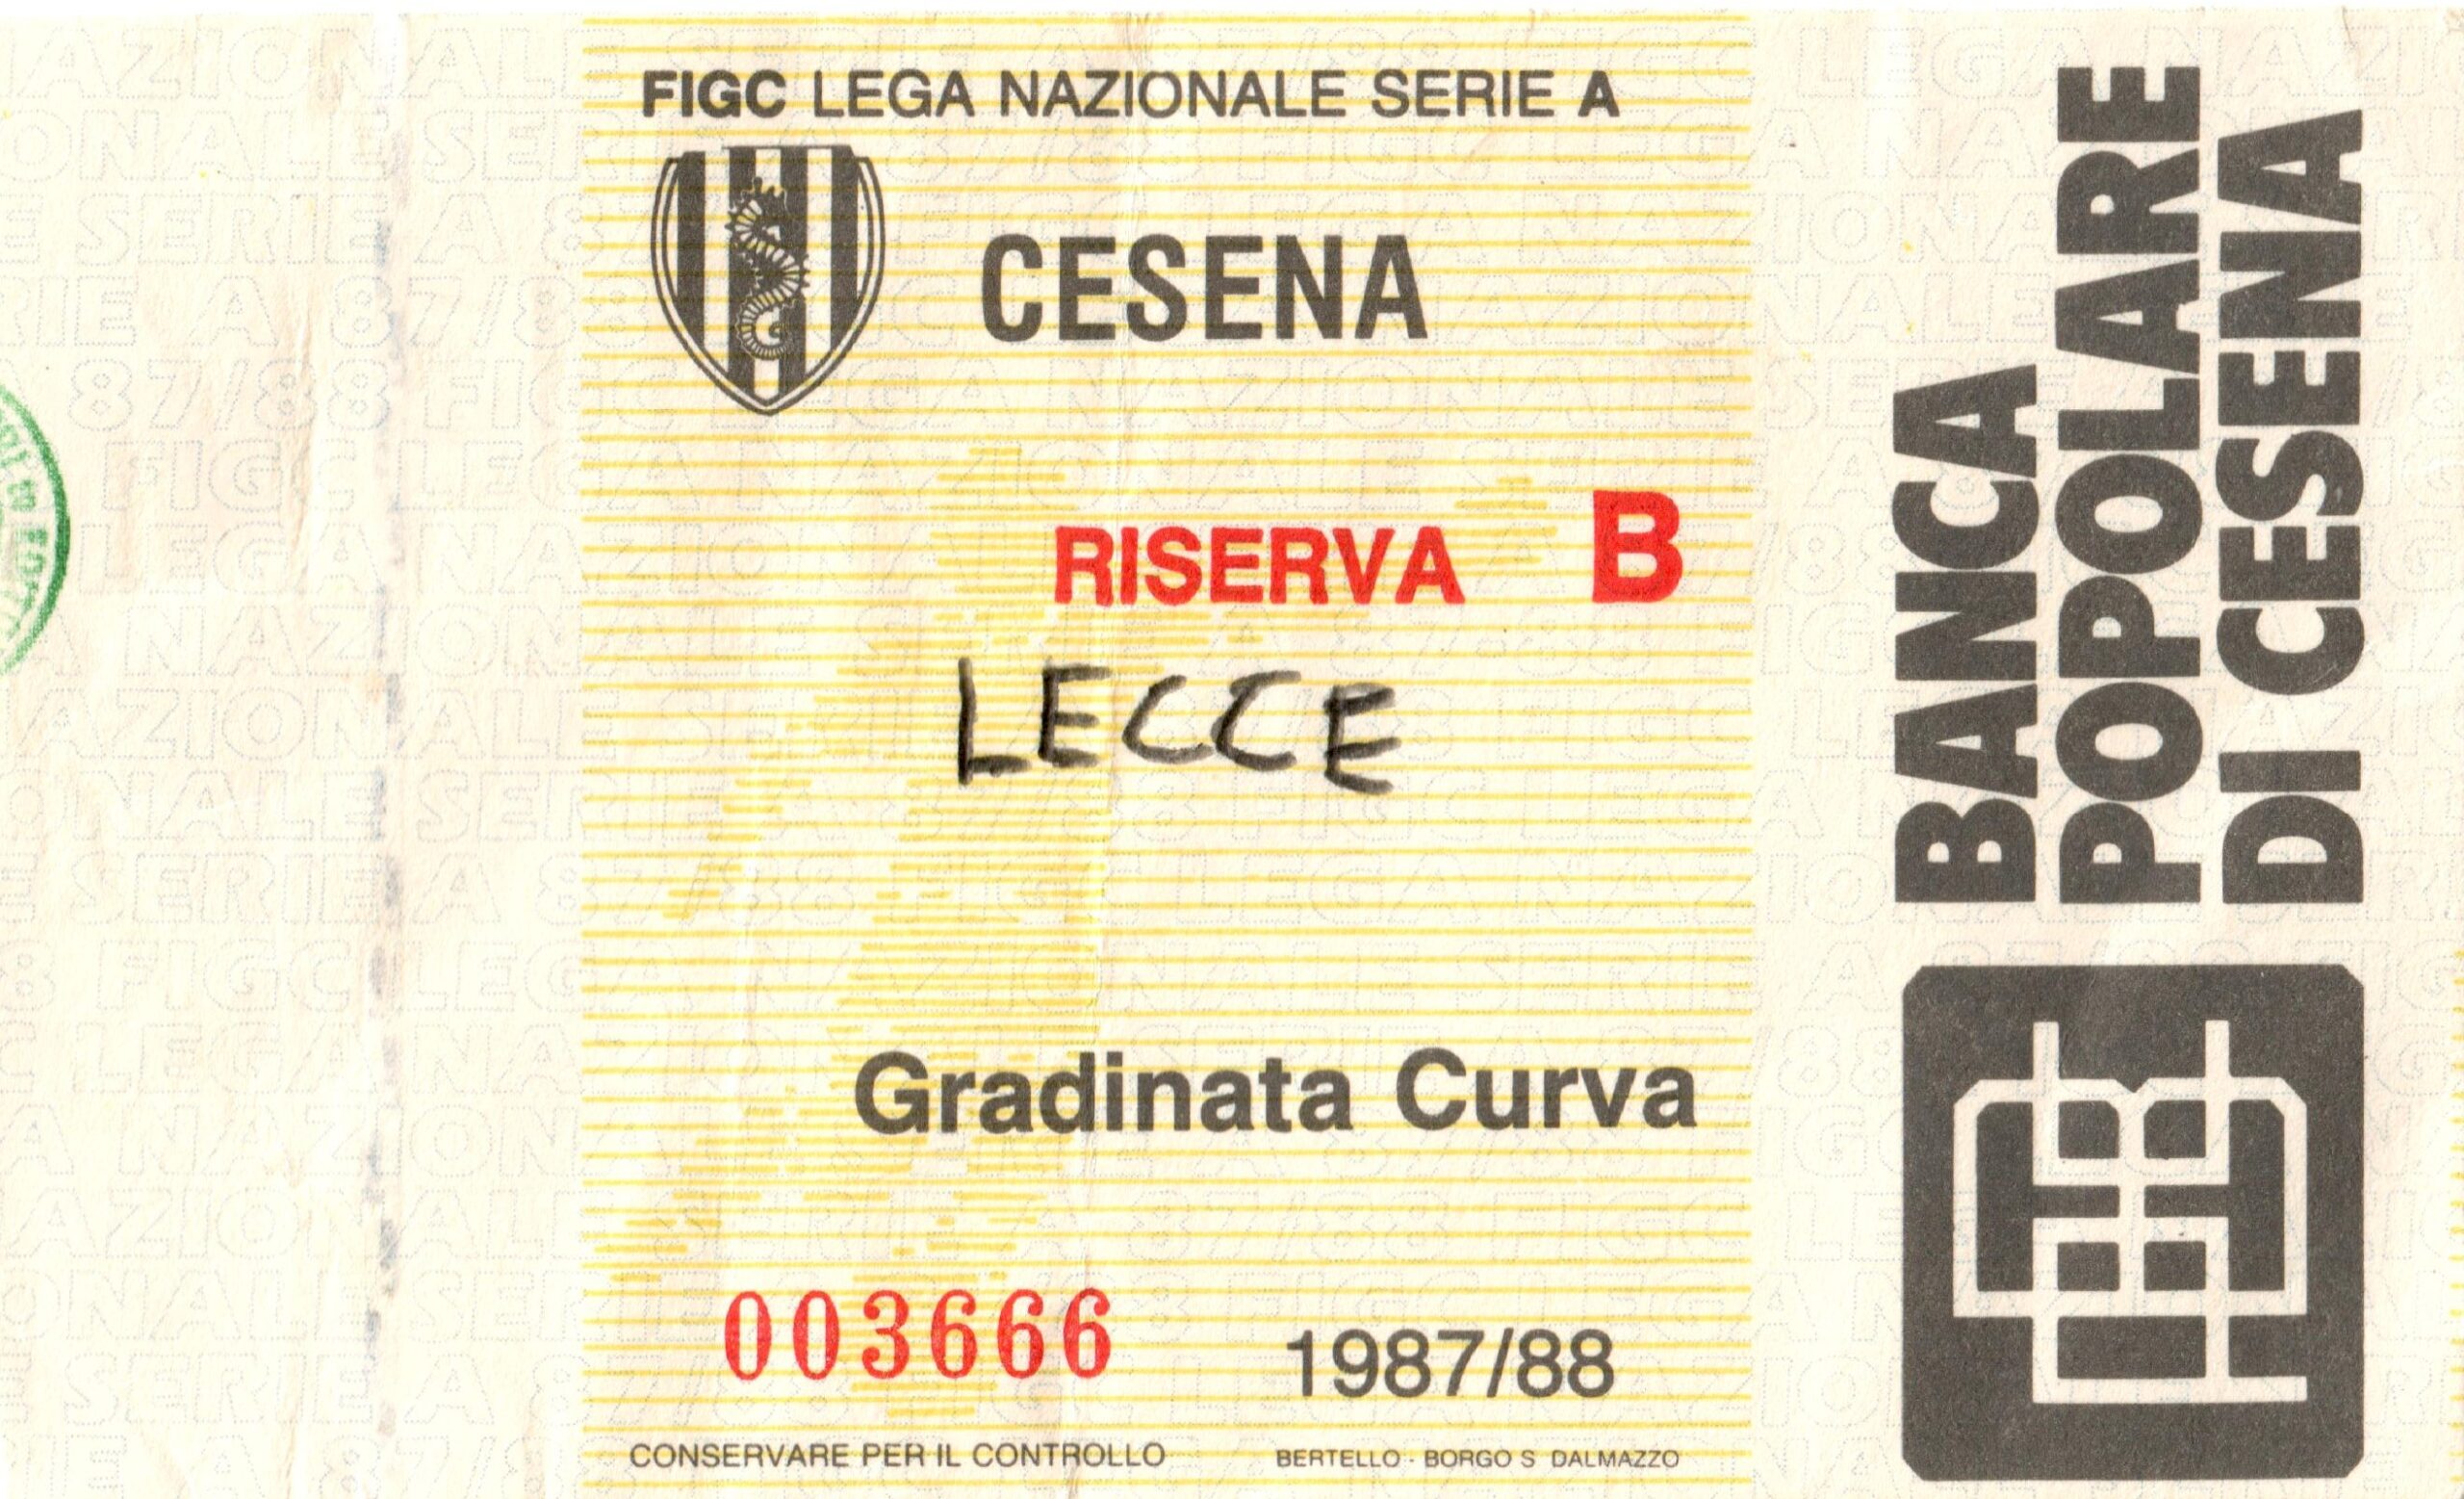 FIGC LEGA NAZIONALE SERIE A
CESENA
RISERVA B
LECCE
Gradinata Curva
003666
1987/88
CONSERVARE PER IL CONTROLLO
BERTELLO - BORGO S DALMAZZO
BANCA
POPOLARE
DI CESENA